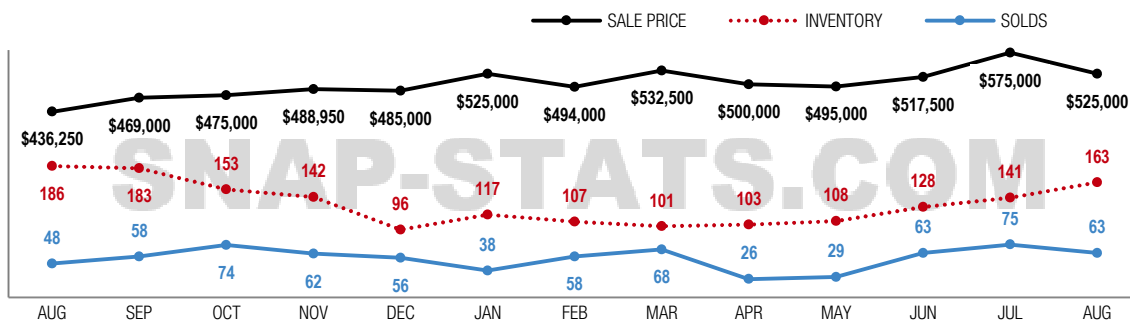 SALE PRICE INVENTORY SOLDS
$436,250 $469,000 $475,000 $488,950 $485,000 $525,000 $494,000 $532,500 $500,000 $495,000 $517,500 $575,000 $525,000
SNAP-STATS.COM
186 183 153 142 96 117 107 101 103 108 128 141 163
48 58 74 62 56 38 58 68 26 29 63 75 63
AUG SEP OCT NOV DEC JAN FEB MAR APR MAY JUN JUL AUG